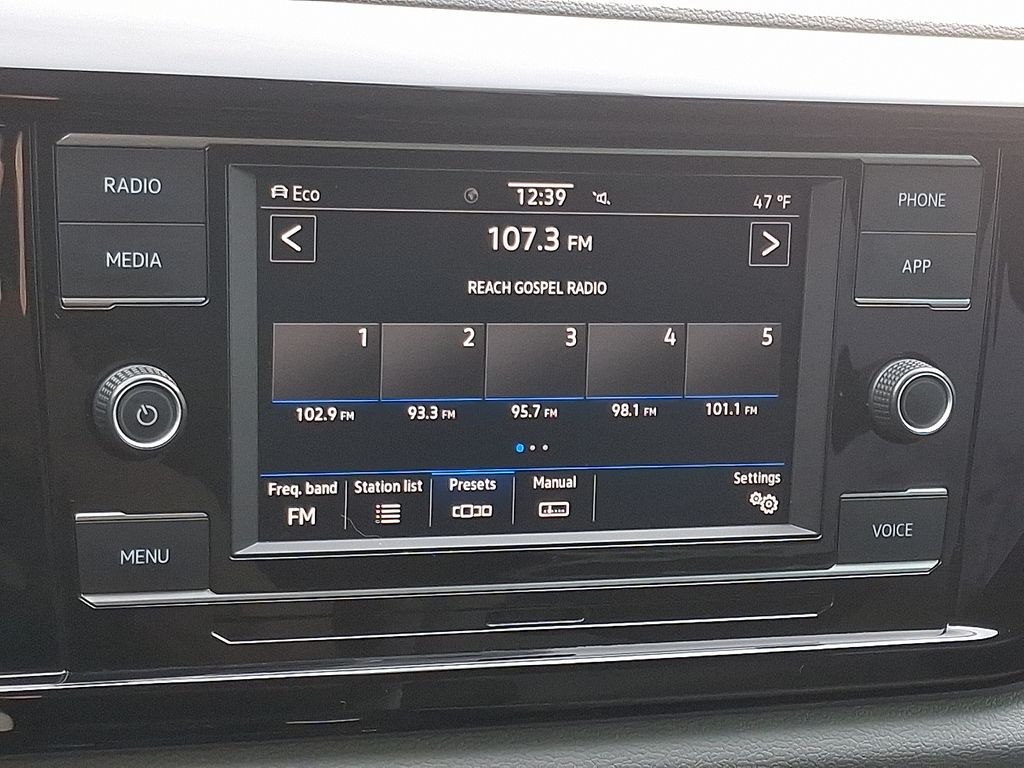 RADIO
MEDIA
MENU
Eco
12:39
47 °F
<
107.3 FM
>
REACH GOSPEL RADIO
1 2 3 4 5
102.9 FM 93.3 FM 95.7 FM 98.1 FM 101.1 FM
Freq. band Station list Presets Manual Settings
FM
PHONE
APP
VOICE